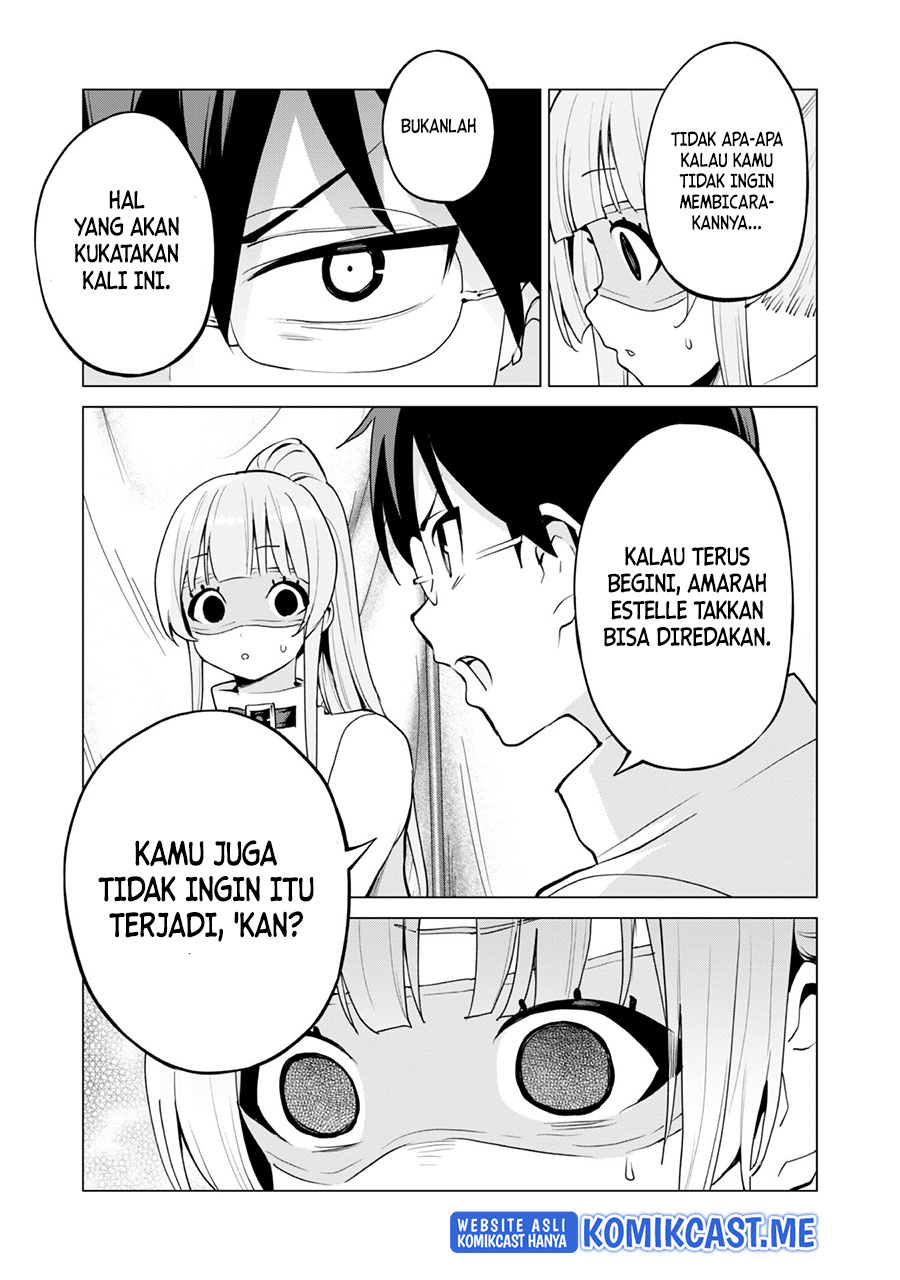 TIDAK APA-APA
KALAU KAMU
TIDAK INGIN
MEMBICARA-
KANNYA...
BUKANLAH
HAL
YANG AKAN
KUKATAKAN
KALI INI.
KALAU TERUS
BEGINI, AMARAH
ESTELLE TAKKAN
BISA DIREDAKAN.
KAMU JUGA
TIDAK INGIN ITU
TERJADI, 'KAN?
WEBSITE ASLI
KOMIKCAST HANYA
KOMIKCAST.ME